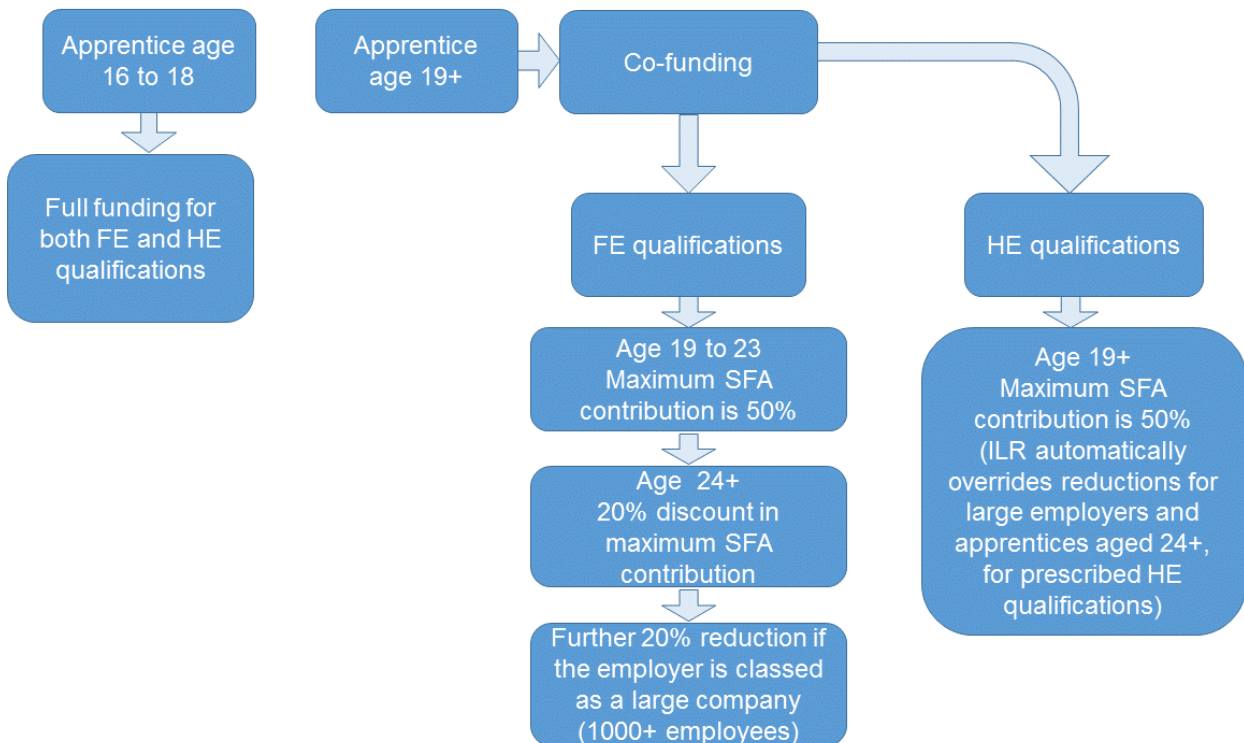 Apprentice age
16 to 18
Full funding for
both FE and HE
qualifications
Apprentice
age 19+
Co-funding
FE qualifications
Age 19 to 23
Maximum SFA
contribution is 50%
Age 24+
20% discount in
maximum SFA
contribution
Further 20% reduction if
the employer is classed
as a large company
(1000+ employees)
HE qualifications
Age 19+
Maximum SFA
contribution is 50%
(ILR automatically
overrides reductions for
large employers and
apprentices aged 24+,
for prescribed HE
qualifications)